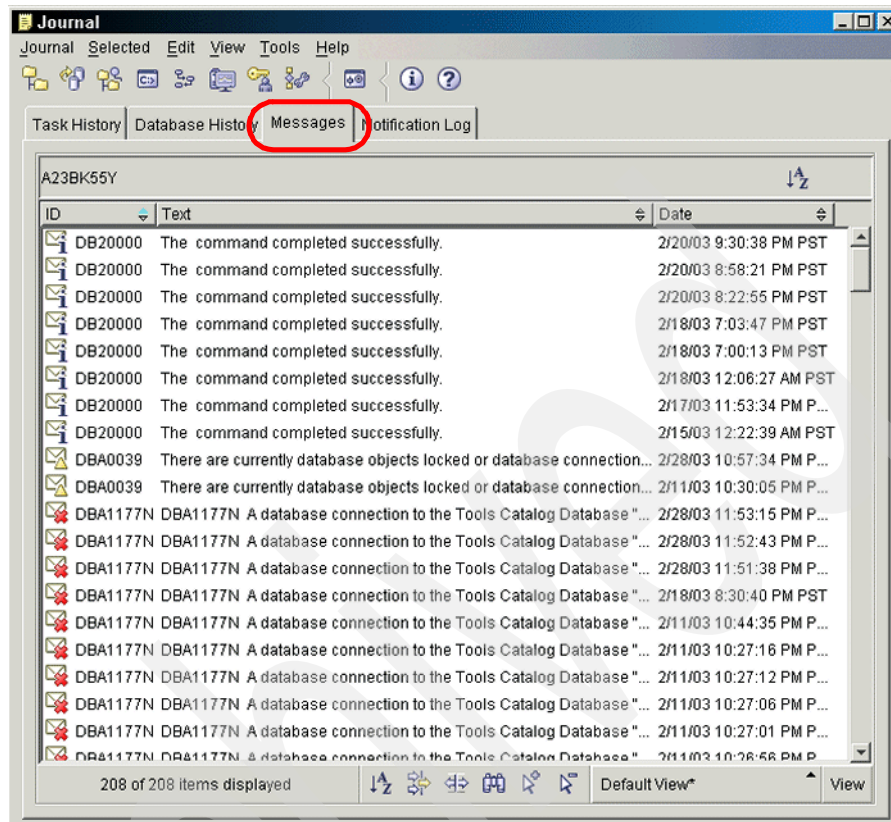 Journal
Journal Selected Edit View Tools Help
Task History Database History Messages Notification Log
A23BK55Y
ID Text Date
DB20000 The command completed successfully. 2/20/03 9:30:38 PM PST
DB20000 The command completed successfully. 2/20/03 8:58:21 PM PST
DB20000 The command completed successfully. 2/20/03 8:22:55 PM PST
DB20000 The command completed successfully. 2/18/03 7:03:47 PM PST
DB20000 The command completed successfully. 2/18/03 7:00:13 PM PST
DB20000 The command completed successfully. 2/18/03 12:06:27 AM PST
DB20000 The command completed successfully. 2/17/03 11:53:34 PM P...
DB20000 The command completed successfully. 2/15/03 12:22:39 AM PST
DBA0039 There are currently database objects locked or database connection... 2/28/03 10:57:34 PM P...
DBA0039 There are currently database objects locked or database connection... 2/11/03 10:30:05 PM P...
DBA1177N DBA1177N A database connection to the Tools Catalog Database "... 2/28/03 11:53:15 PM P...
DBA1177N DBA1177N A database connection to the Tools Catalog Database "... 2/28/03 11:52:43 PM P...
DBA1177N DBA1177N A database connection to the Tools Catalog Database "... 2/28/03 11:51:38 PM P...
DBA1177N DBA1177N A database connection to the Tools Catalog Database "... 2/18/03 8:30:40 PM PST
DBA1177N DBA1177N A database connection to the Tools Catalog Database "... 2/11/03 10:44:35 PM P...
DBA1177N DBA1177N A database connection to the Tools Catalog Database "... 2/11/03 10:27:16 PM P...
DBA1177N DBA1177N A database connection to the Tools Catalog Database "... 2/11/03 10:27:12 PM P...
DBA1177N DBA1177N A database connection to the Tools Catalog Database "... 2/11/03 10:27:06 PM P...
DBA1177N DBA1177N A database connection to the Tools Catalog Database "... 2/11/03 10:27:01 PM P...
DBA1177N DBA1177N A database connection to the Tools Catalog Database "... 2/11/03 10:26:56 PM P...
208 of 208 items displayed Default View* View